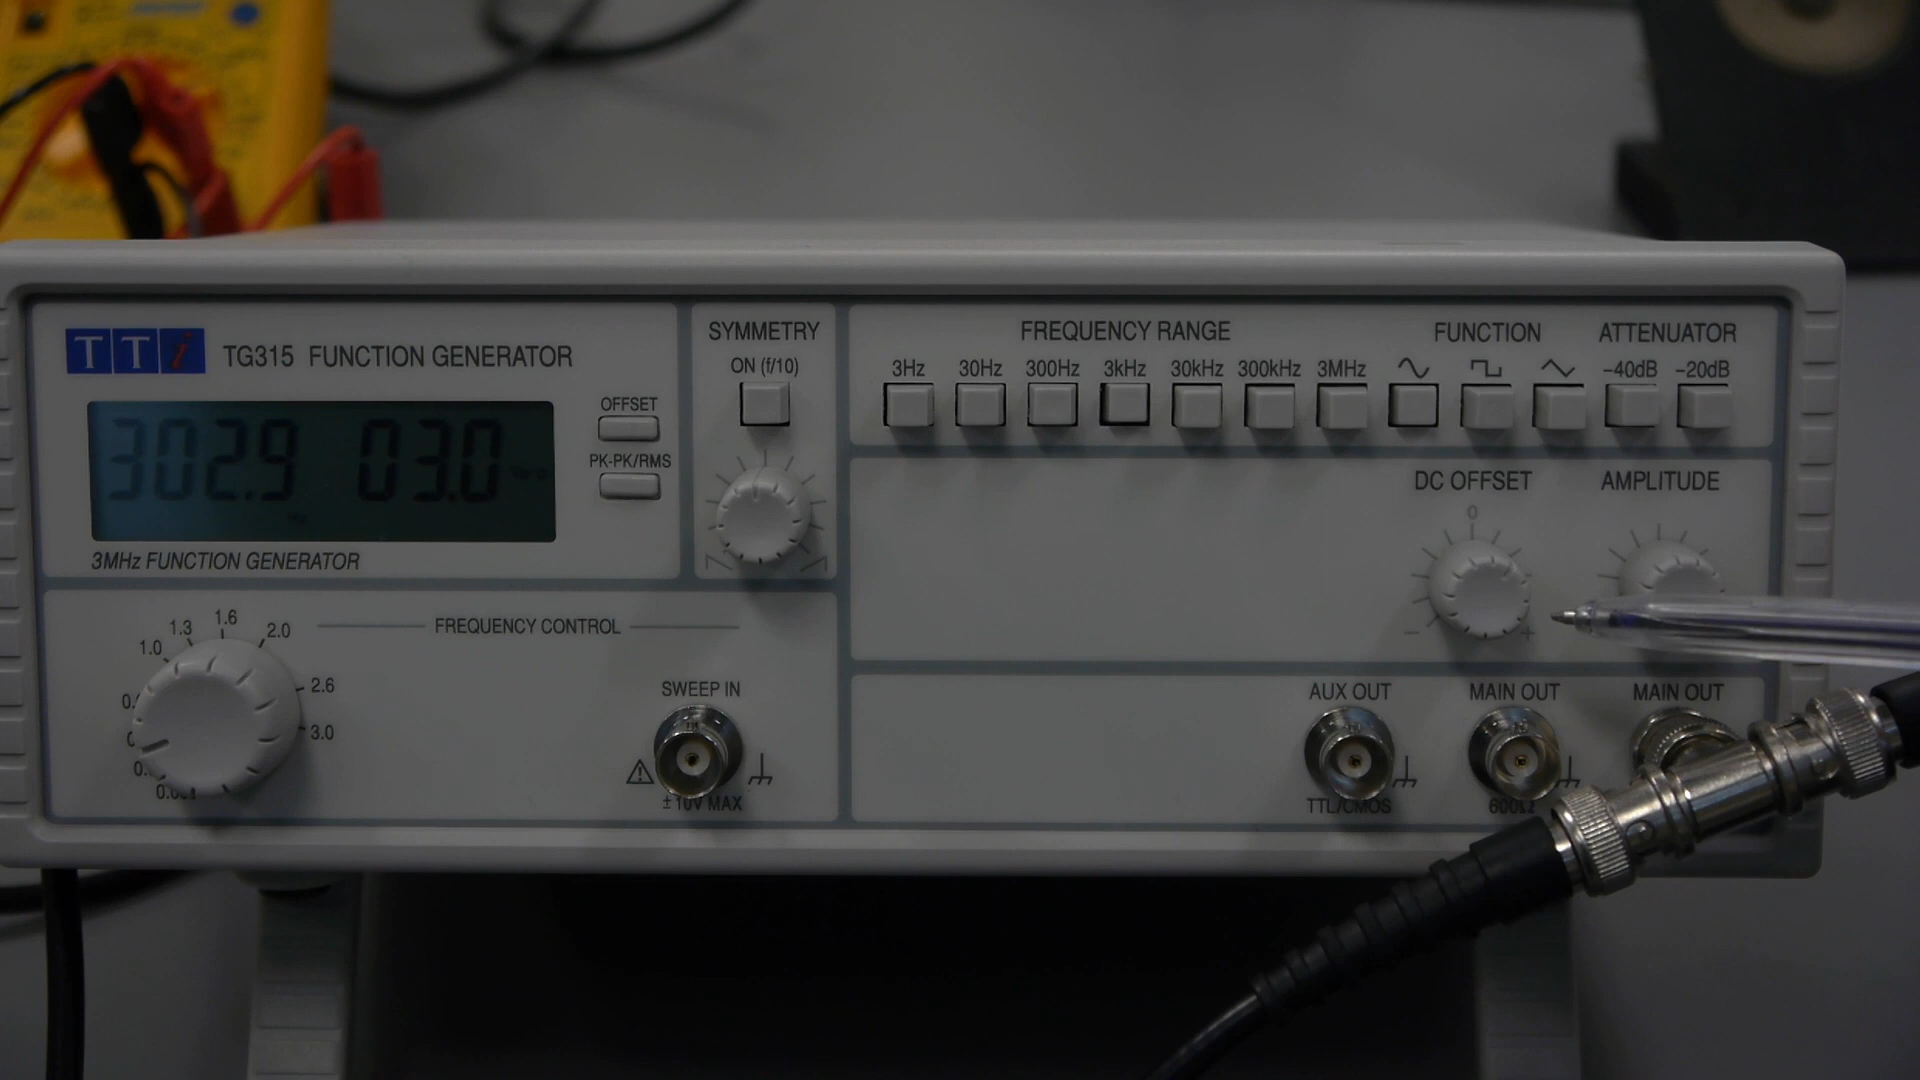 TTi TG315 FUNCTION GENERATOR
302.9 03.0
Hz
3MHz FUNCTION GENERATOR
OFFSET
PK-PK/RMS
SYMMETRY
ON (f/10)
FREQUENCY RANGE
3Hz 30Hz 300Hz 3kHz 30kHz 300kHz 3MHz
FUNCTION
ATTENUATOR
-40dB -20dB
DC OFFSET
0
- +
AMPLITUDE
FREQUENCY CONTROL
1.0 1.3 1.6 2.0 2.6 3.0
SWEEP IN
±10V MAX
AUX OUT
TTL/CMOS
MAIN OUT
600Ω
MAIN OUT